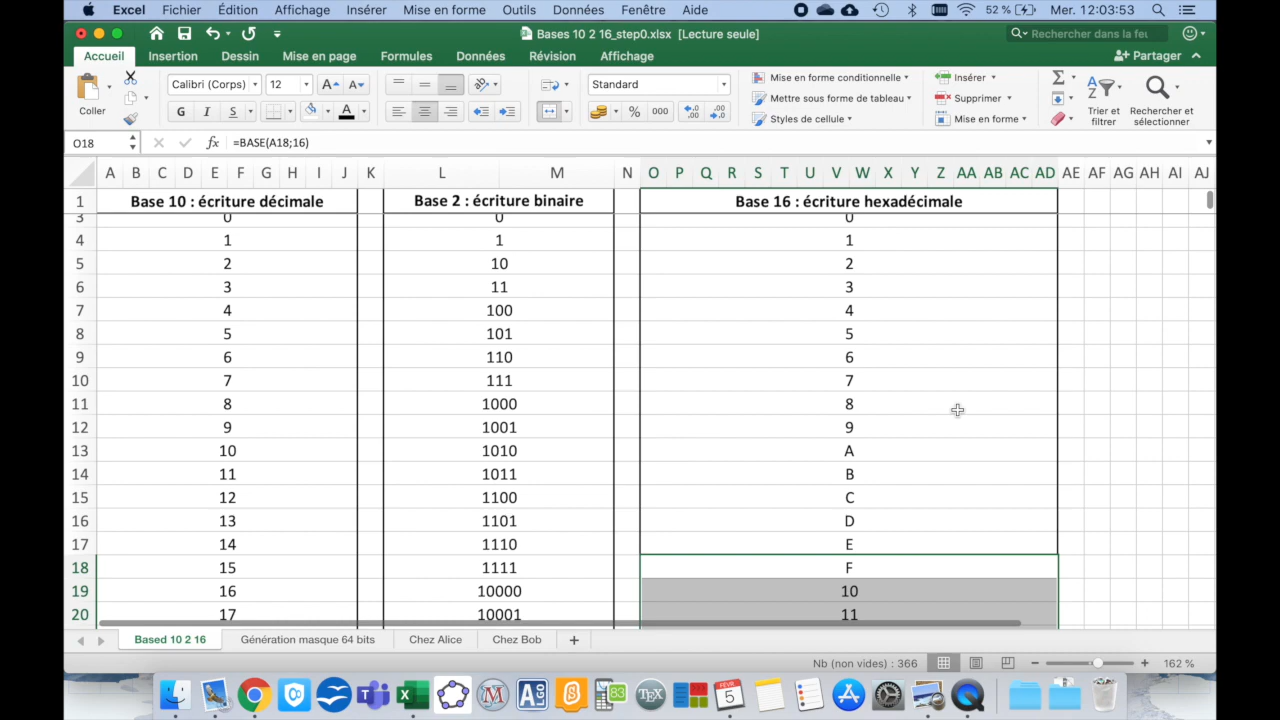 Excel Fichier Édition Affichage Insérer Mise en forme Outils Données Fenêtre Aide 52 % Mer. 12:03:53
Bases 10 2 16_step0.xlsx [Lecture seule] Rechercher dans la feu
Accueil Insertion Dessin Mise en page Formules Données Révision Affichage Partager
Coller Calibri (Corps) 12 A A Standard Mise en forme conditionnelle Insérer Σ
G I S A % 000 Mettre sous forme de tableau Supprimer Trier et filtrer Rechercher et sélectionner
Styles de cellule Mise en forme
O18 fx =BASE(A18;16)
A B C D E F G H I J K L M N O P Q R S T U V W X Y Z AA AB AC AD AE AF AG AH AI AJ
1 Base 10 : écriture décimale Base 2 : écriture binaire Base 16 : écriture hexadécimale
3 0 0 0
4 1 1 1
5 2 10 2
6 3 11 3
7 4 100 4
8 5 101 5
9 6 110 6
10 7 111 7
11 8 1000 8
12 9 1001 9
13 10 1010 A
14 11 1011 B
15 12 1100 C
16 13 1101 D
17 14 1110 E
18 15 1111 F
19 16 10000 10
20 17 10001 11
Based 10 2 16 Génération masque 64 bits Chez Alice Chez Bob +
Nb (non vides) : 366 162 %
FÉVR
5
TEX